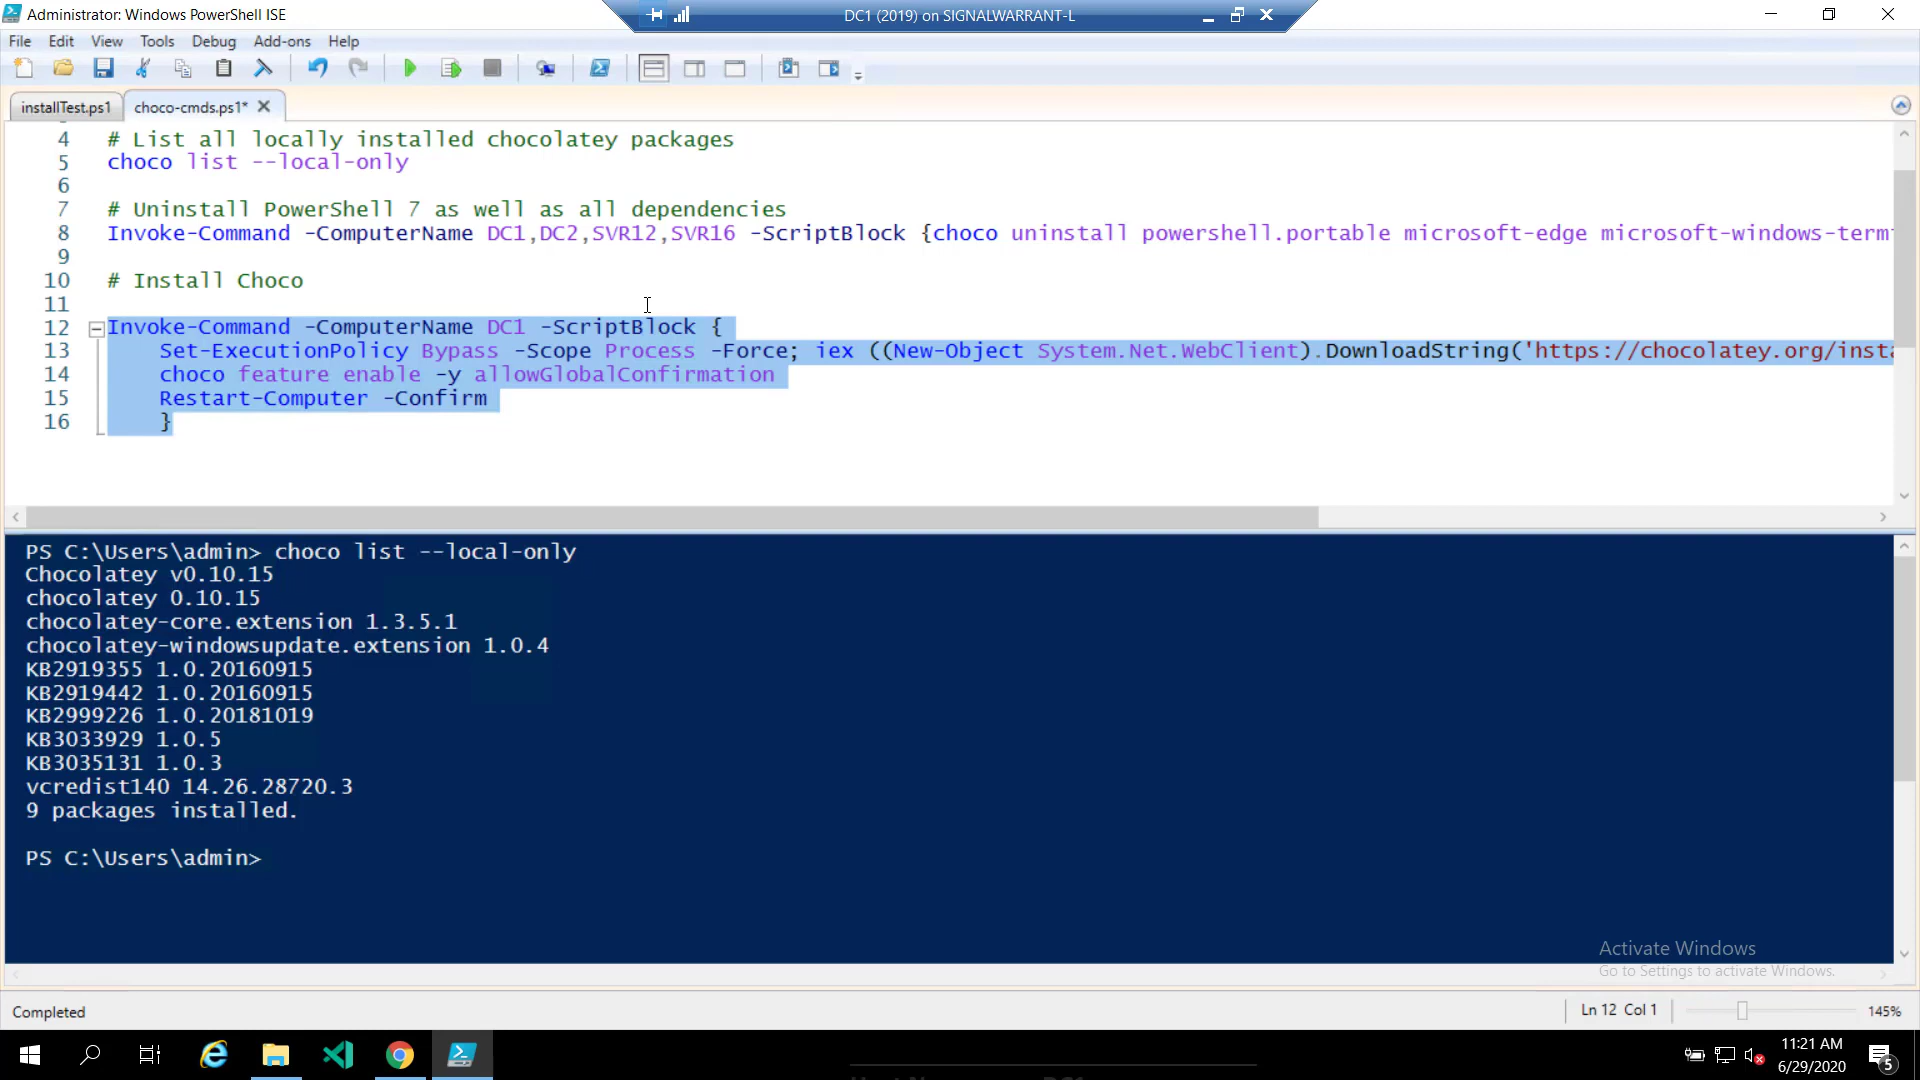 Administrator: Windows PowerShell ISE
DC1 (2019) on SIGNALWARRANT-L
File Edit View Tools Debug Add-ons Help
installTest.ps1 choco-cmds.ps1*
4 # List all locally installed chocolatey packages
5 choco list --local-only
6
7 # Uninstall PowerShell 7 as well as all dependencies
8 Invoke-Command -ComputerName DC1,DC2,SVR12,SVR16 -ScriptBlock {choco uninstall powershell.portable microsoft-edge microsoft-windows-term
9
10 # Install Choco
11
12 Invoke-Command -ComputerName DC1 -ScriptBlock {
13 Set-ExecutionPolicy Bypass -Scope Process -Force; iex ((New-Object System.Net.WebClient).DownloadString('https://chocolatey.org/insta
14 choco feature enable -y allowGlobalConfirmation
15 Restart-Computer -Confirm
16 }
PS C:\Users\admin> choco list --local-only
Chocolatey v0.10.15
chocolatey 0.10.15
chocolatey-core.extension 1.3.5.1
chocolatey-windowsupdate.extension 1.0.4
KB2919355 1.0.20160915
KB2919442 1.0.20160915
KB2999226 1.0.20181019
KB3033929 1.0.5
KB3035131 1.0.3
vcredist140 14.26.28720.3
9 packages installed.
PS C:\Users\admin>
Activate Windows
Go to Settings to activate Windows.
Completed
Ln 12 Col 1
145%
11:21 AM
6/29/2020
5